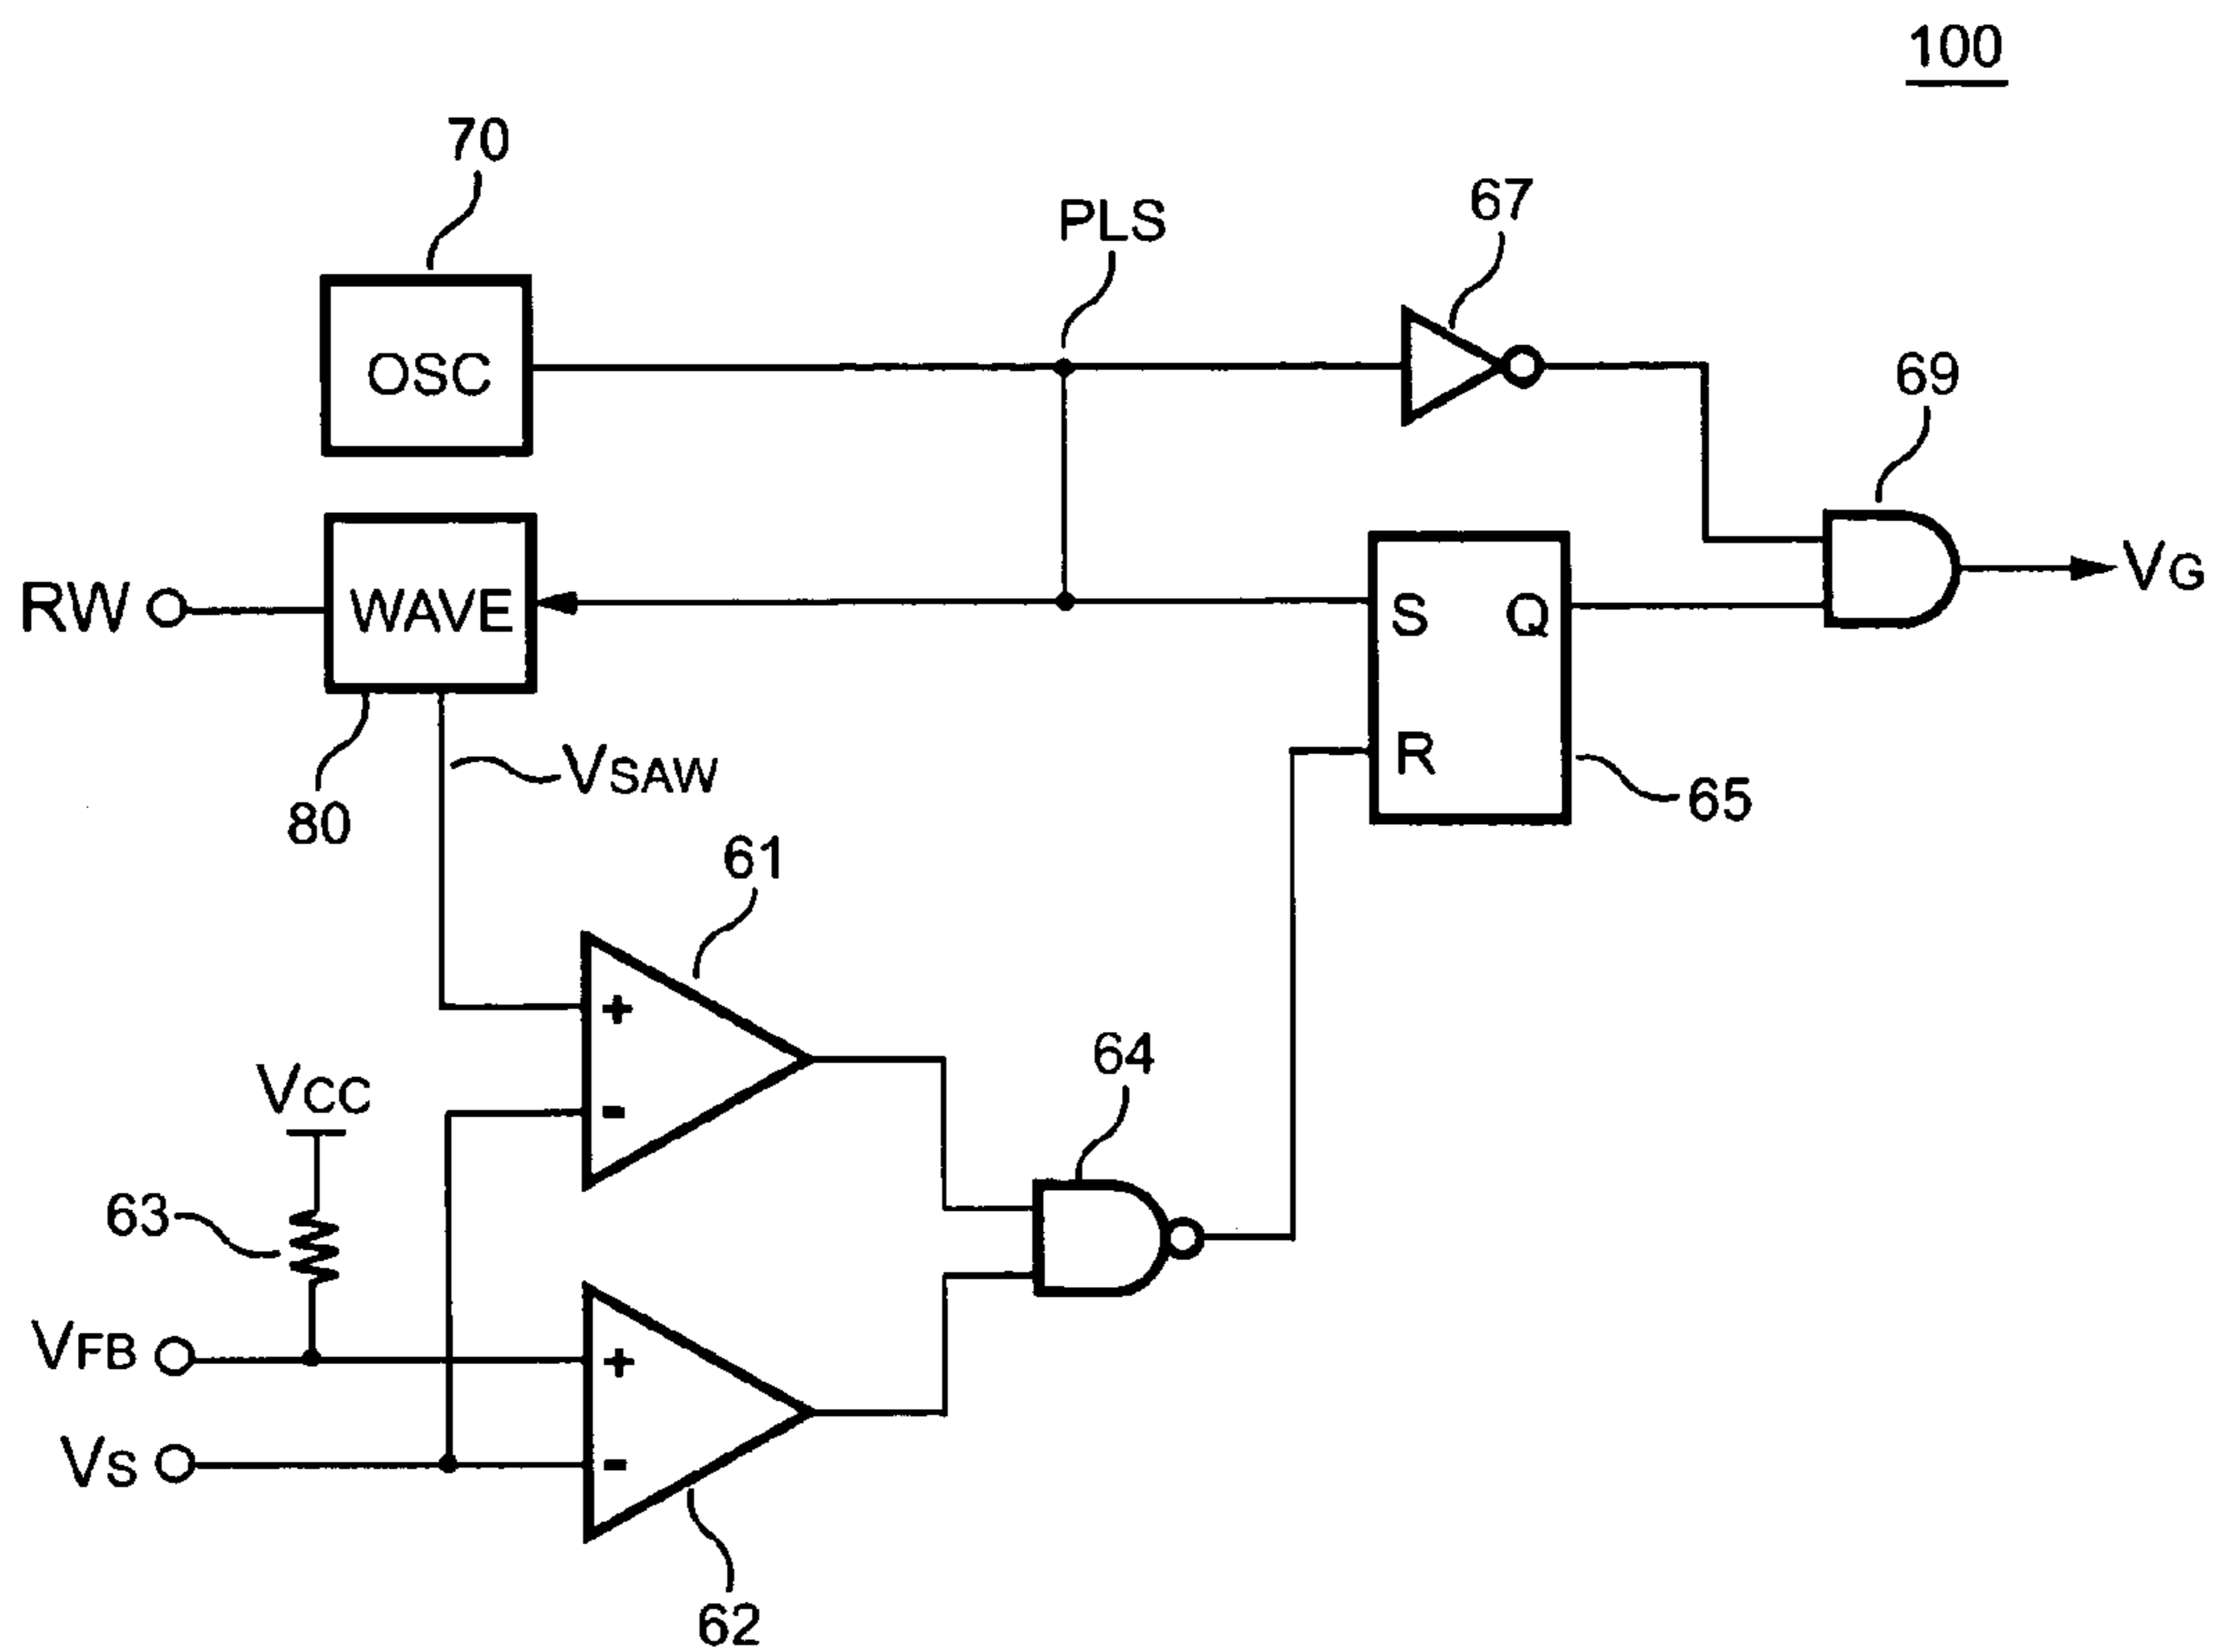 100
70
PLS
67
OSC
69
RW
WAVE
S
Q
VG
R
80
VSAW
65
61
+
-
VCC
64
63
VFB
+
VS
-
62